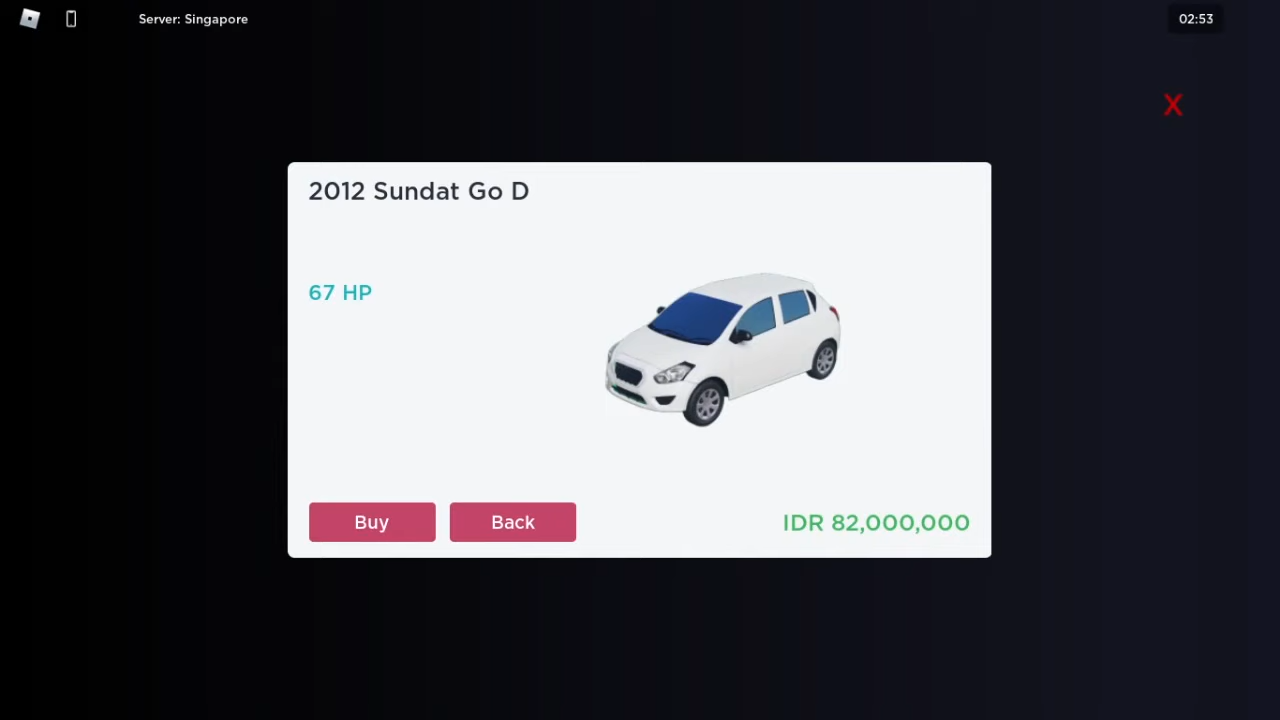 Server: Singapore
02:53
X
2012 Sundat Go D
67 HP
Buy
Back
IDR 82,000,000